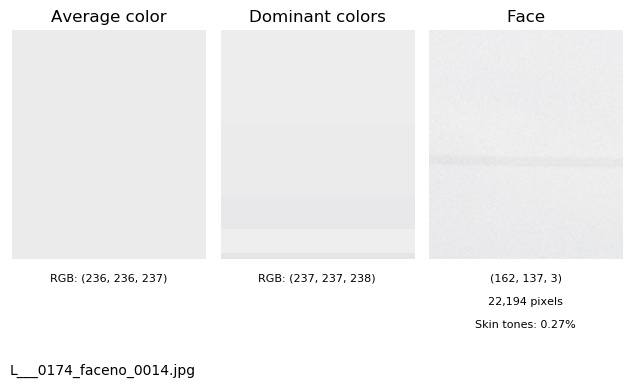 Average color
Dominant colors
Face
RGB: (236, 236, 237)
RGB: (237, 237, 238)
(162, 137, 3)
22,194 pixels
Skin tones: 0.27%
L___0174_faceno_0014.jpg